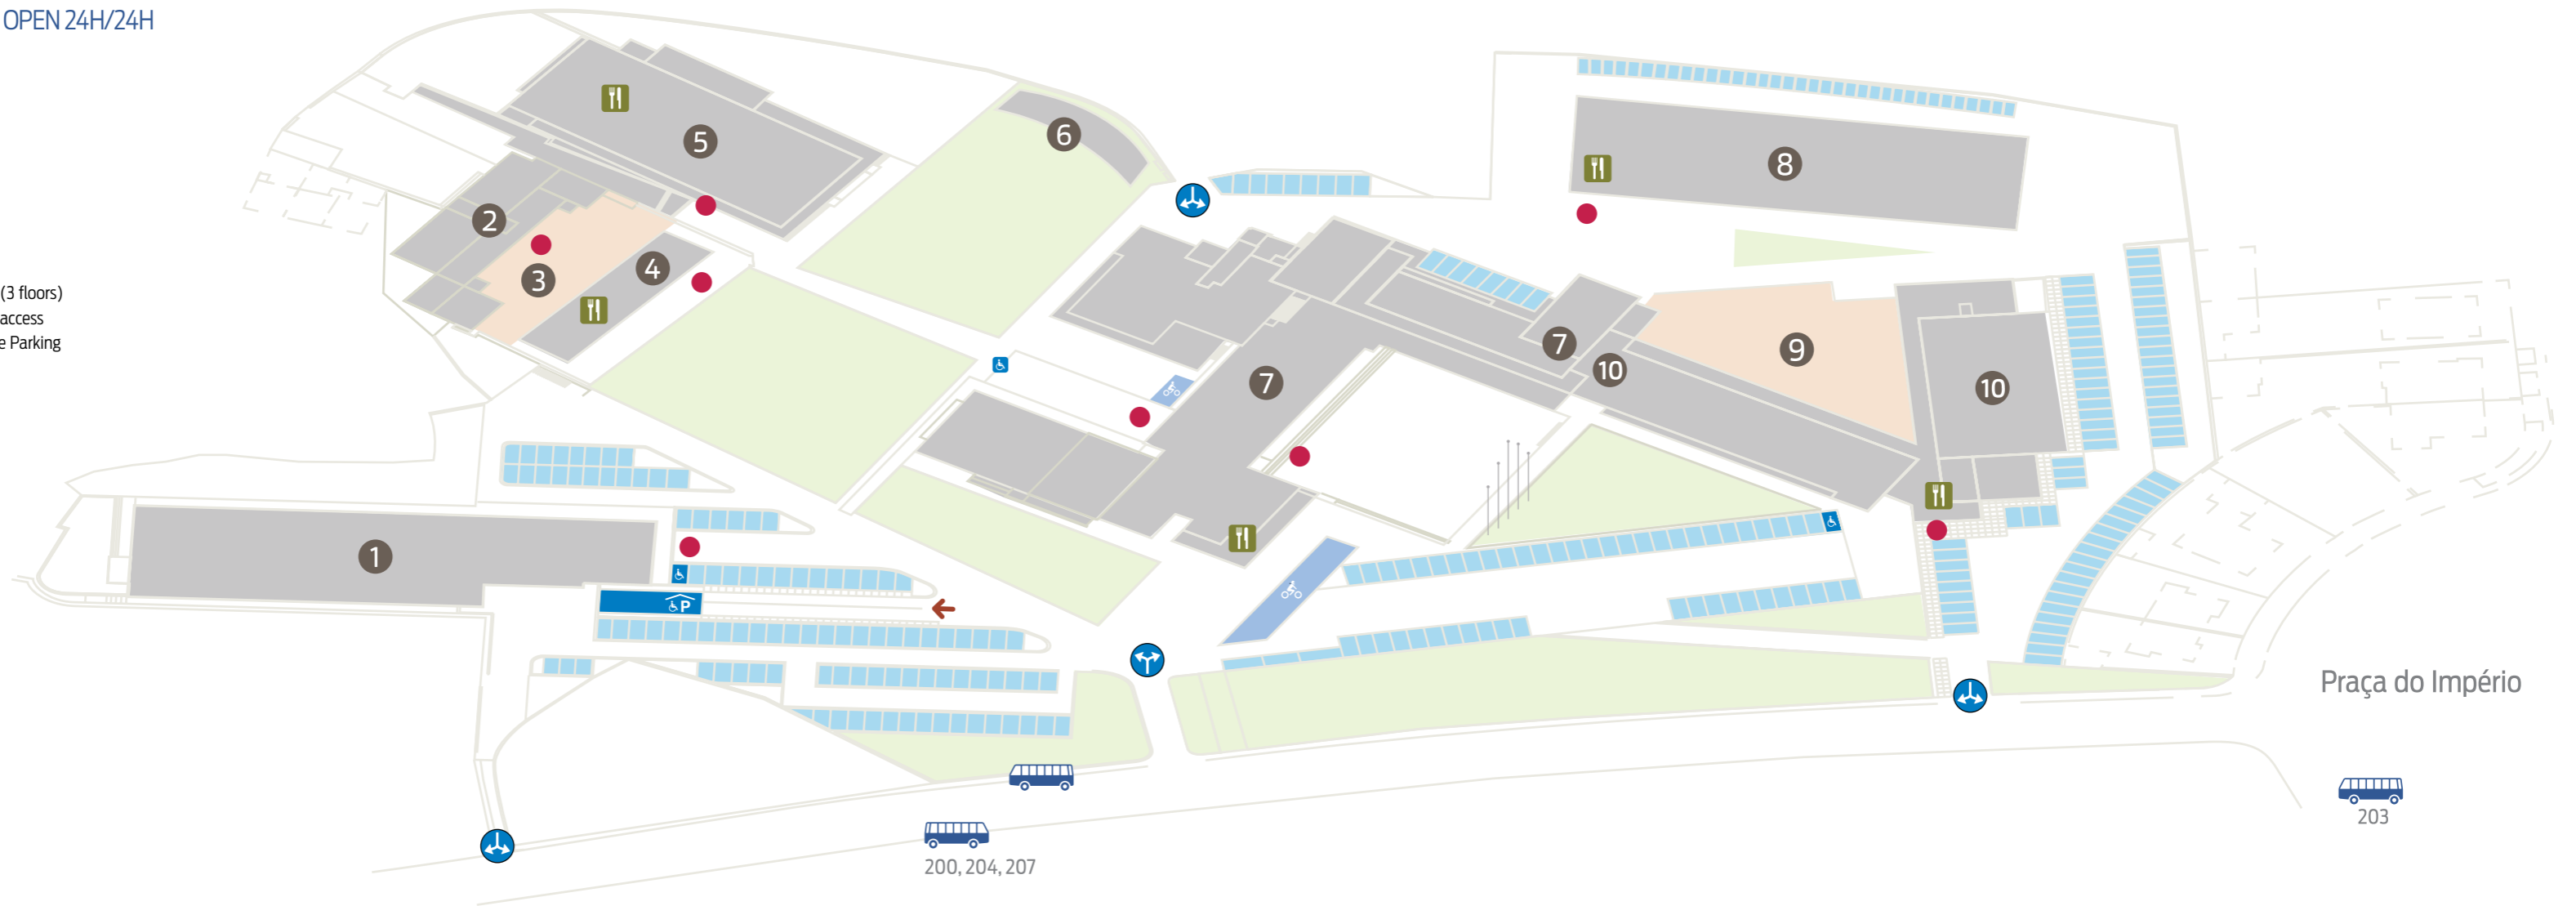 OPEN 24H/24H
5
6
8
2
3
4
(3 floors)
access
e Parking
7
10
9
7
10
1
P
Praça do Império
203
200, 204, 207